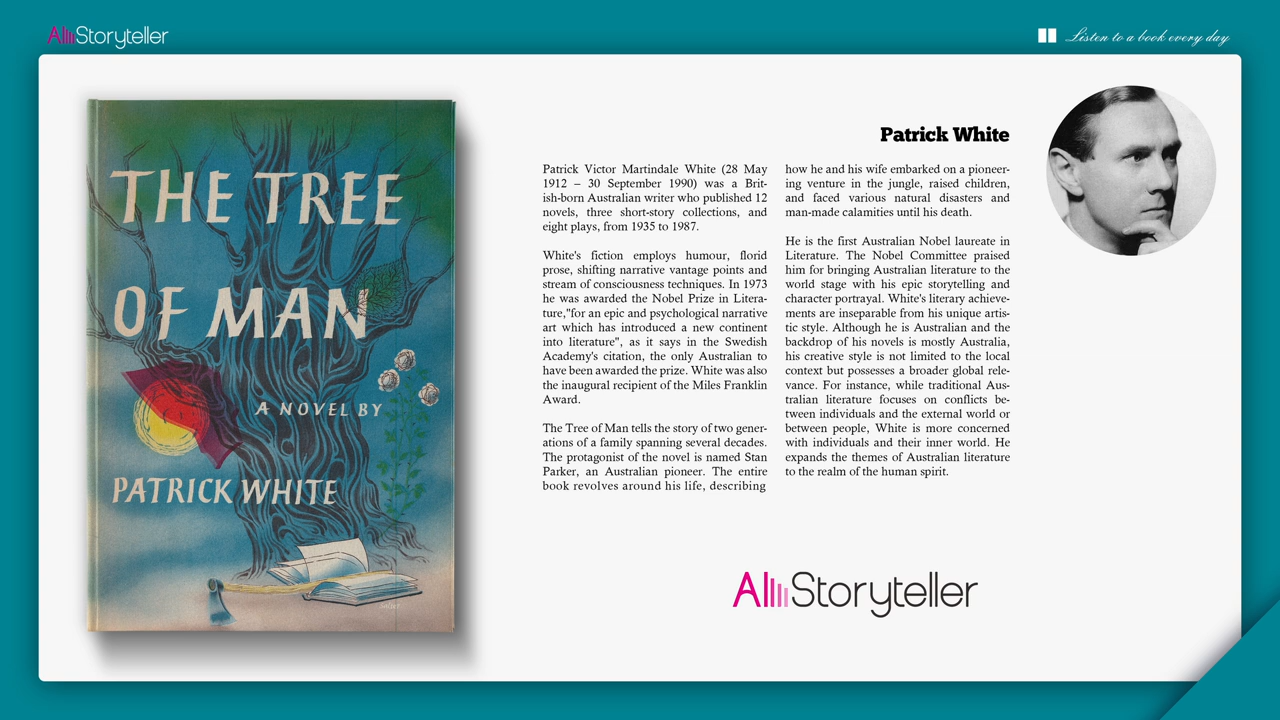 AIStoryteller
Listen to a book every day
THE TREE
OF MAN
A NOVEL BY
PATRICK WHITE
Patrick White
Patrick Victor Martindale White (28 May
1912 – 30 September 1990) was a Brit-
ish-born Australian writer who published 12
novels, three short-story collections, and
eight plays, from 1935 to 1987.
White's fiction employs humour, florid
prose, shifting narrative vantage points and
stream of consciousness techniques. In 1973
he was awarded the Nobel Prize in Litera-
ture,"for an epic and psychological narrative
art which has introduced a new continent
into literature", as it says in the Swedish
Academy's citation, the only Australian to
have been awarded the prize. White was also
the inaugural recipient of the Miles Franklin
Award.
The Tree of Man tells the story of two gener-
ations of a family spanning several decades.
The protagonist of the novel is named Stan
Parker, an Australian pioneer. The entire
book revolves around his life, describing
how he and his wife embarked on a pioneer-
ing venture in the jungle, raised children,
and faced various natural disasters and
man-made calamities until his death.
He is the first Australian Nobel laureate in
Literature. The Nobel Committee praised
him for bringing Australian literature to the
world stage with his epic storytelling and
character portrayal. White's literary achieve-
ments are inseparable from his unique artis-
tic style. Although he is Australian and the
backdrop of his novels is mostly Australia,
his creative style is not limited to the local
context but possesses a broader global rele-
vance. For instance, while traditional Aus-
tralian literature focuses on conflicts be-
tween individuals and the external world or
between people, White is more concerned
with individuals and their inner world. He
expands the themes of Australian literature
to the realm of the human spirit.
AIStoryteller